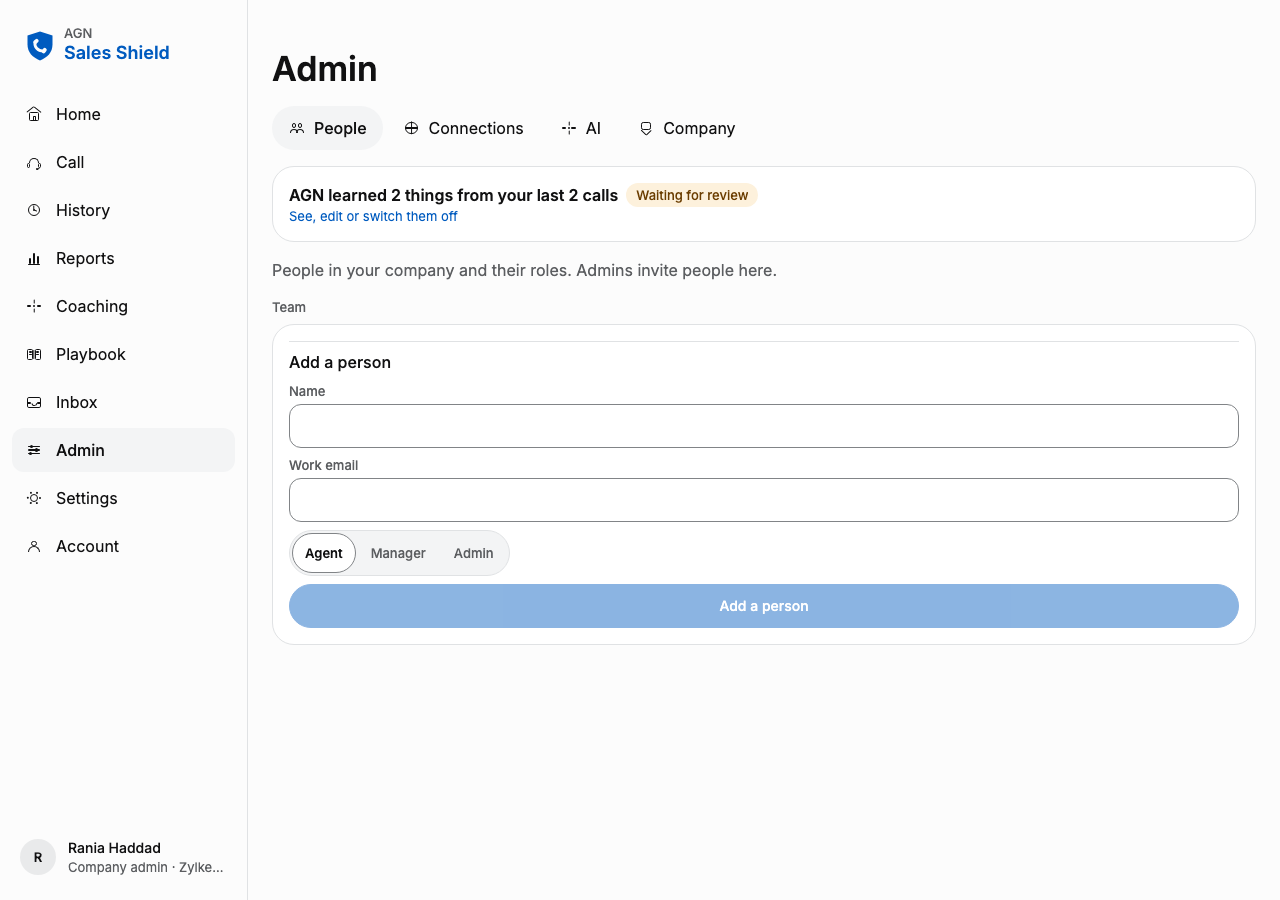 AGN
Sales Shield
Home
Call
History
Reports
Coaching
Playbook
Inbox
Admin
Settings
Account
R
Rania Haddad
Company admin · Zylke...
Admin
People
Connections
AI
Company
AGN learned 2 things from your last 2 calls
Waiting for review
See, edit or switch them off
People in your company and their roles. Admins invite people here.
Team
Add a person
Name
Work email
Agent
Manager
Admin
Add a person